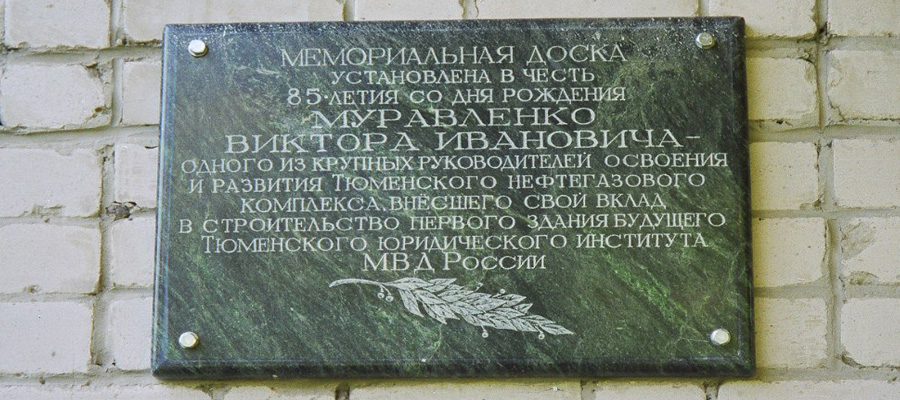 МЕМОРИАЛЬНАЯ ДОСКА
УСТАНОВЛЕНА В ЧЕСТЬ
85-ЛЕТИЯ СО ДНЯ РОЖДЕНИЯ
МУРАВЛЕНКО
ВИКТОРА ИВАНОВИЧА-
ОДНОГО ИЗ КРУПНЫХ РУКОВОДИТЕЛЕЙ ОСВОЕНИЯ
И РАЗВИТИЯ ТЮМЕНСКОГО НЕФТЕГАЗОВОГО
КОМПЛЕКСА, ВНЁСШЕГО СВОЙ ВКЛАД
В СТРОИТЕЛЬСТВО ПЕРВОГО ЗДАНИЯ БУДУЩЕГО
ТЮМЕНСКОГО ЮРИДИЧЕСКОГО ИНСТИТУТА
МВД РОССИИ